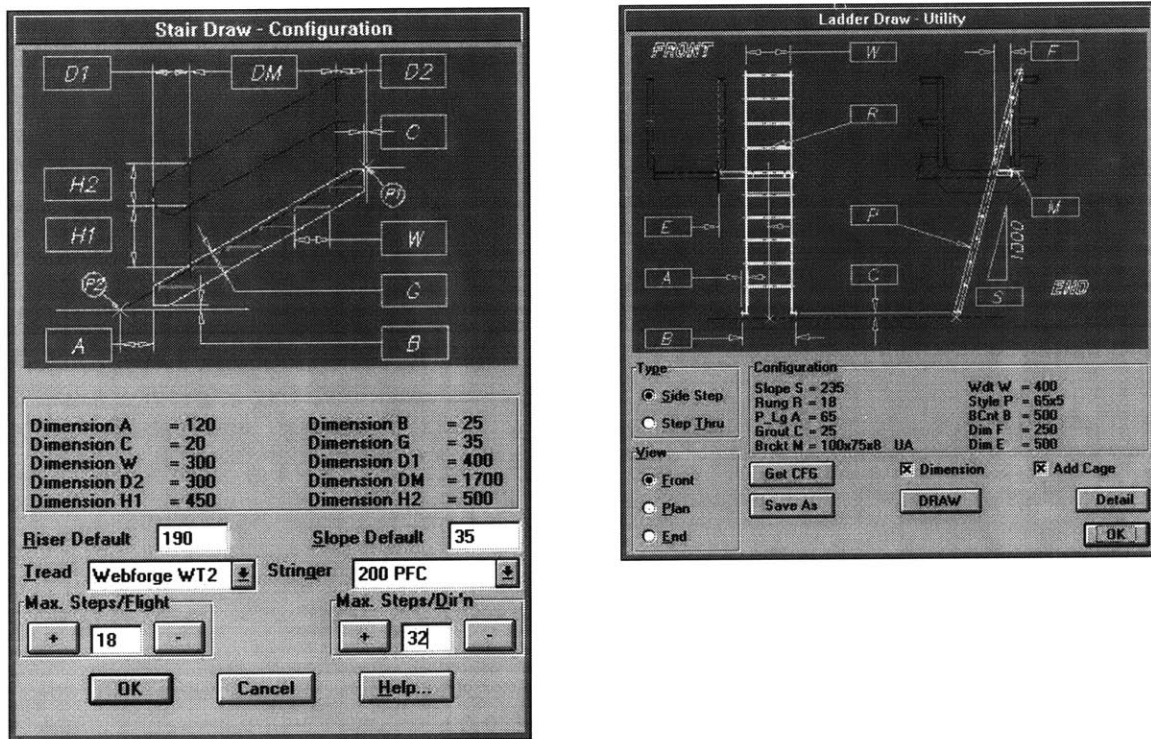 Stair Draw - Configuration
D1
DM
D2
C
H2
P1
H1
W
P2
G
A
B
Dimension A = 120
Dimension B = 25
Dimension C = 20
Dimension G = 35
Dimension W = 300
Dimension D1 = 400
Dimension D2 = 300
Dimension DM = 1700
Dimension H1 = 450
Dimension H2 = 500
Riser Default 190
Slope Default 35
Tread Webforge WT2
Stringer 200 PFC
Max. Steps/Flight
+ 18 -
Max. Steps/Dir'n
+ 32 -
OK
Cancel
Help...
Ladder Draw - Utility
FRONT
W
F
R
E
P
M
A
C
1000
S
END
B
Type
Side Step
Step Thru
View
Front
Plan
End
Configuration
Slope S = 235
Wdt W = 400
Rung R = 18
Style P = 65x5
P_Lg A = 65
BCnt B = 500
Grout C = 25
Dim F = 250
Brckt M = 100x75x8 UA
Dim E = 500
Get CFG
Dimension
Add Cage
Save As
DRAW
Detail
OK